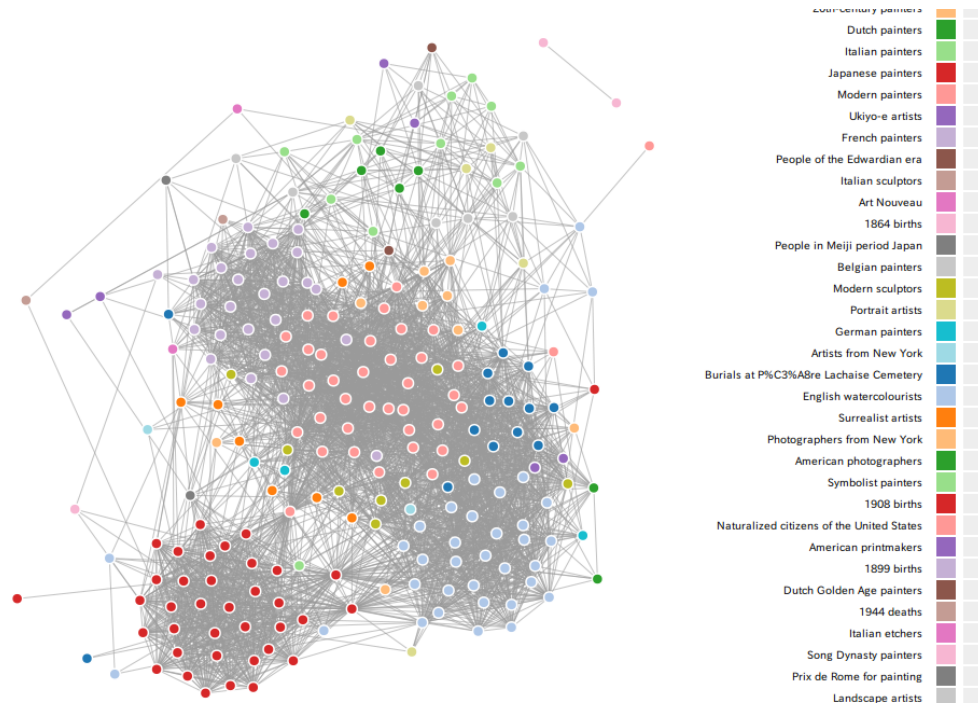 20th-century painters
Dutch painters
Italian painters
Japanese painters
Modern painters
Ukiyo-e artists
French painters
People of the Edwardian era
Italian sculptors
Art Nouveau
1864 births
People in Meiji period Japan
Belgian painters
Modern sculptors
Portrait artists
German painters
Artists from New York
Burials at P%C3%A8re Lachaise Cemetery
English watercolourists
Surrealist artists
Photographers from New York
American photographers
Symbolist painters
1908 births
Naturalized citizens of the United States
American printmakers
1899 births
Dutch Golden Age painters
1944 deaths
Italian etchers
Song Dynasty painters
Prix de Rome for painting
Landscape artists